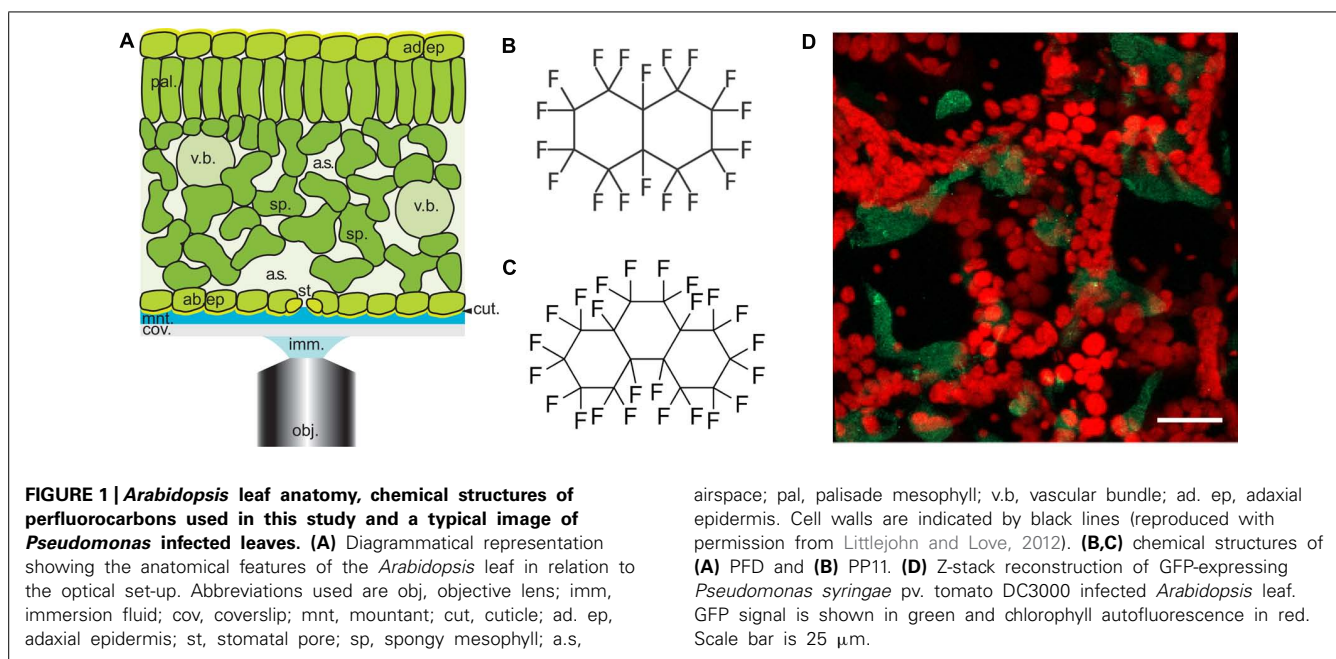 A
ad.ep
pal.
v.b.
a.s.
sp.
v.b.
sp.
a.s.
st.
ab.ep
cut.
mnt.
cov.
imm.
obj.
B
F F F F F
F F
F F
F F
F F
F F F F F
C
F F F F
F F F F F F
F F
F F
F F F F
F F F F F F
D
FIGURE 1 | Arabidopsis leaf anatomy, chemical structures of
perfluorocarbons used in this study and a typical image of
Pseudomonas infected leaves. (A) Diagrammatical representation
showing the anatomical features of the Arabidopsis leaf in relation to
the optical set-up. Abbreviations used are obj, objective lens; imm,
immersion fluid; cov, coverslip; mnt, mountant; cut, cuticle; ad. ep,
adaxial epidermis; st, stomatal pore; sp, spongy mesophyll; a.s,
airspace; pal, palisade mesophyll; v.b, vascular bundle; ad. ep, adaxial
epidermis. Cell walls are indicated by black lines (reproduced with
permission from Littlejohn and Love, 2012). (B,C) chemical structures of
(A) PFD and (B) PP11. (D) Z-stack reconstruction of GFP-expressing
Pseudomonas syringae pv. tomato DC3000 infected Arabidopsis leaf.
GFP signal is shown in green and chlorophyll autofluorescence in red.
Scale bar is 25 μm.